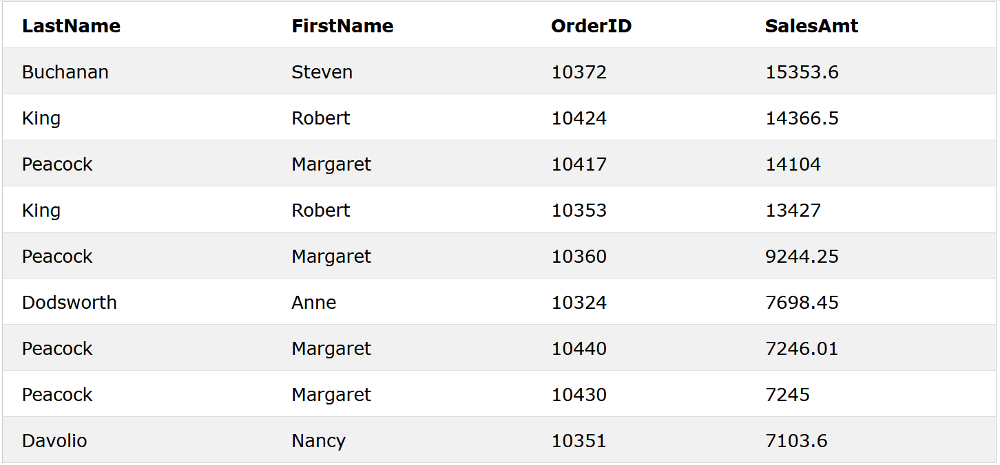 LastName FirstName OrderID SalesAmt
Buchanan Steven 10372 15353.6
King Robert 10424 14366.5
Peacock Margaret 10417 14104
King Robert 10353 13427
Peacock Margaret 10360 9244.25
Dodsworth Anne 10324 7698.45
Peacock Margaret 10440 7246.01
Peacock Margaret 10430 7245
Davolio Nancy 10351 7103.6